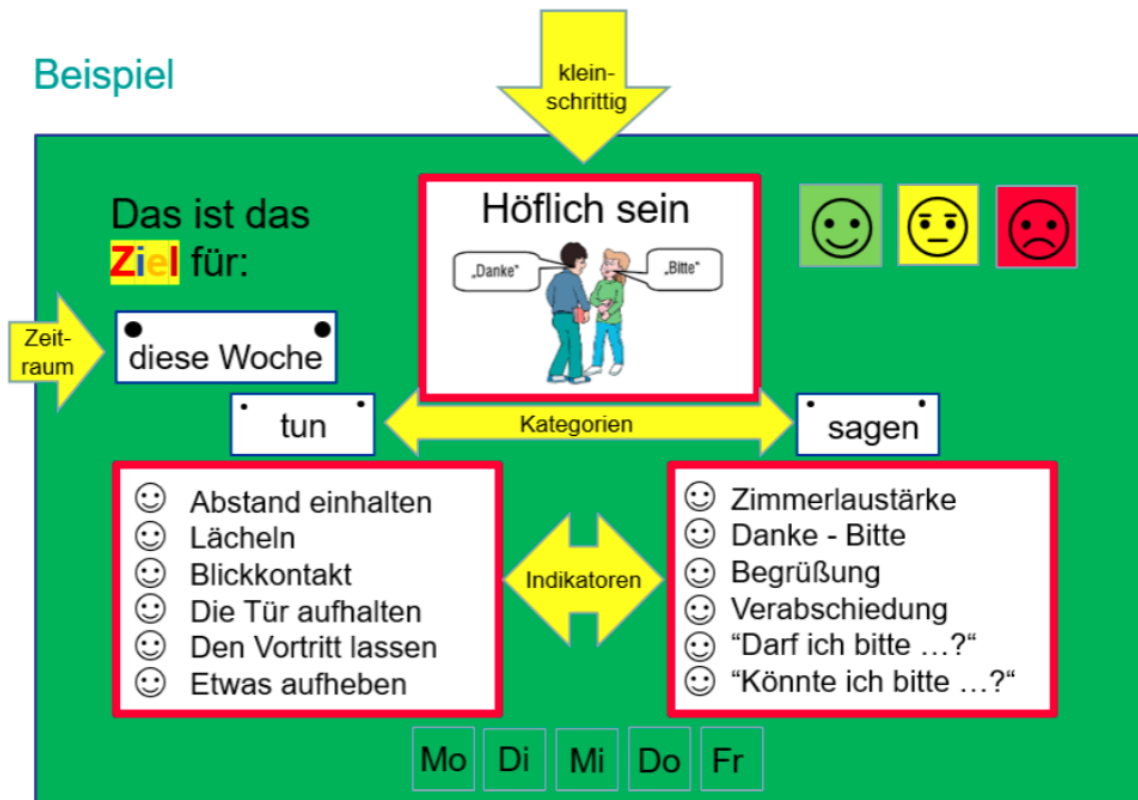 Beispiel
klein-
schrittig
Das ist das
Ziel für:
Höflich sein
„Danke"
„Bitte"
Zeit-
raum
diese Woche
tun
Kategorien
sagen
Abstand einhalten
Lächeln
Blickkontakt
Die Tür aufhalten
Den Vortritt lassen
Etwas aufheben
Indikatoren
Zimmerlaustärke
Danke - Bitte
Begrüßung
Verabschiedung
“Darf ich bitte …?“
“Könnte ich bitte …?“
Mo Di Mi Do Fr